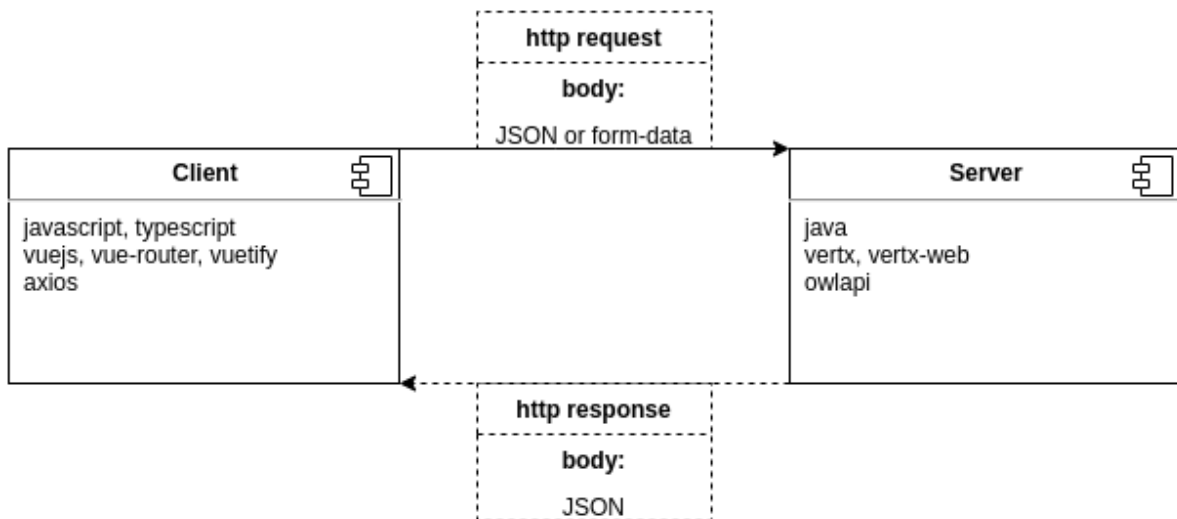 http request
body:
JSON or form-data
Client
javascript, typescript
vuejs, vue-router, vuetify
axios
Server
java
vertx, vertx-web
owlapi
http response
body:
JSON